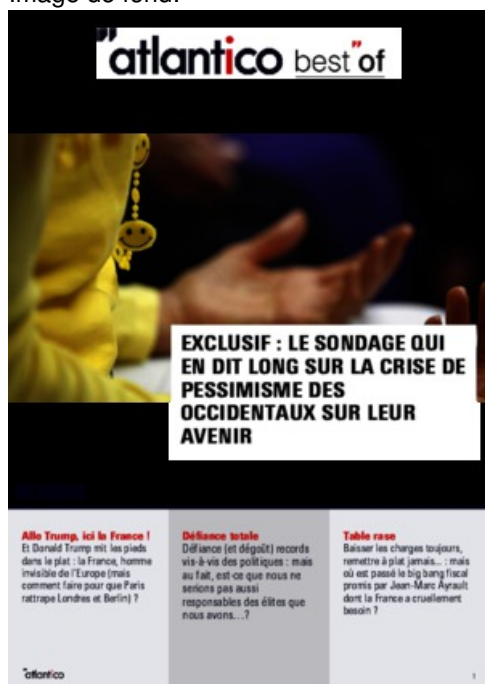 image de fond.
"atlantico best"of
EXCLUSIF : LE SONDAGE QUI
EN DIT LONG SUR LA CRISE DE
PESSIMISME DES
OCCIDENTAUX SUR LEUR
AVENIR
Allo Trump, ici la France !
Et Donald Trump mit les pieds
dans le plat : la France, homme
invisible de l'Europe (mais
comment faire pour que Paris
rattrape Londres et Berlin) ?
Défiance totale
Défiance (et dégoût) records
vis-à-vis des politiques : mais
au fait, est-ce que nous ne
serions pas aussi
responsables des élites que
nous avons...?
Table rase
Baisser les charges toujours,
remettre à plat jamais... : mais
où est passé le big bang fiscal
promis par Jean-Marc Ayrault
dont la France a cruellement
besoin ?
"atlantico
1